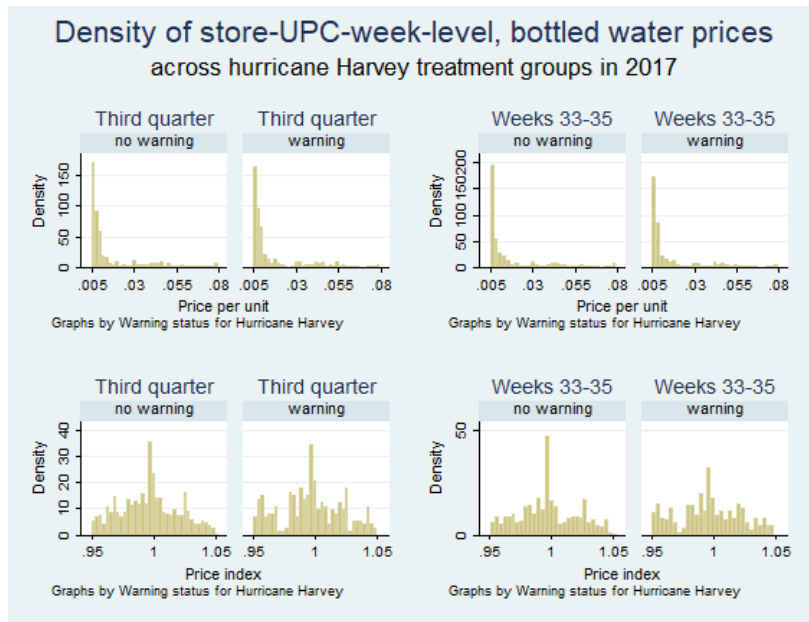 Density of store-UPC-week-level, bottled water prices
across hurricane Harvey treatment groups in 2017
Third quarter
no warning
Third quarter
warning
Density
0
50
100
150
.005 .03 .055 .08
.005 .03 .055 .08
Price per unit
Graphs by Warning status for Hurricane Harvey
Weeks 33-35
no warning
Weeks 33-35
warning
Density
0
50
100
150
200
.005 .03 .055 .08
.005 .03 .055 .08
Price per unit
Graphs by Warning status for Hurricane Harvey
Third quarter
no warning
Third quarter
warning
Density
0
10
20
30
40
.95 1 1.05
.95 1 1.05
Price index
Graphs by Warning status for Hurricane Harvey
Weeks 33-35
no warning
Weeks 33-35
warning
Density
0
50
.95 1 1.05
.95 1 1.05
Price index
Graphs by Warning status for Hurricane Harvey